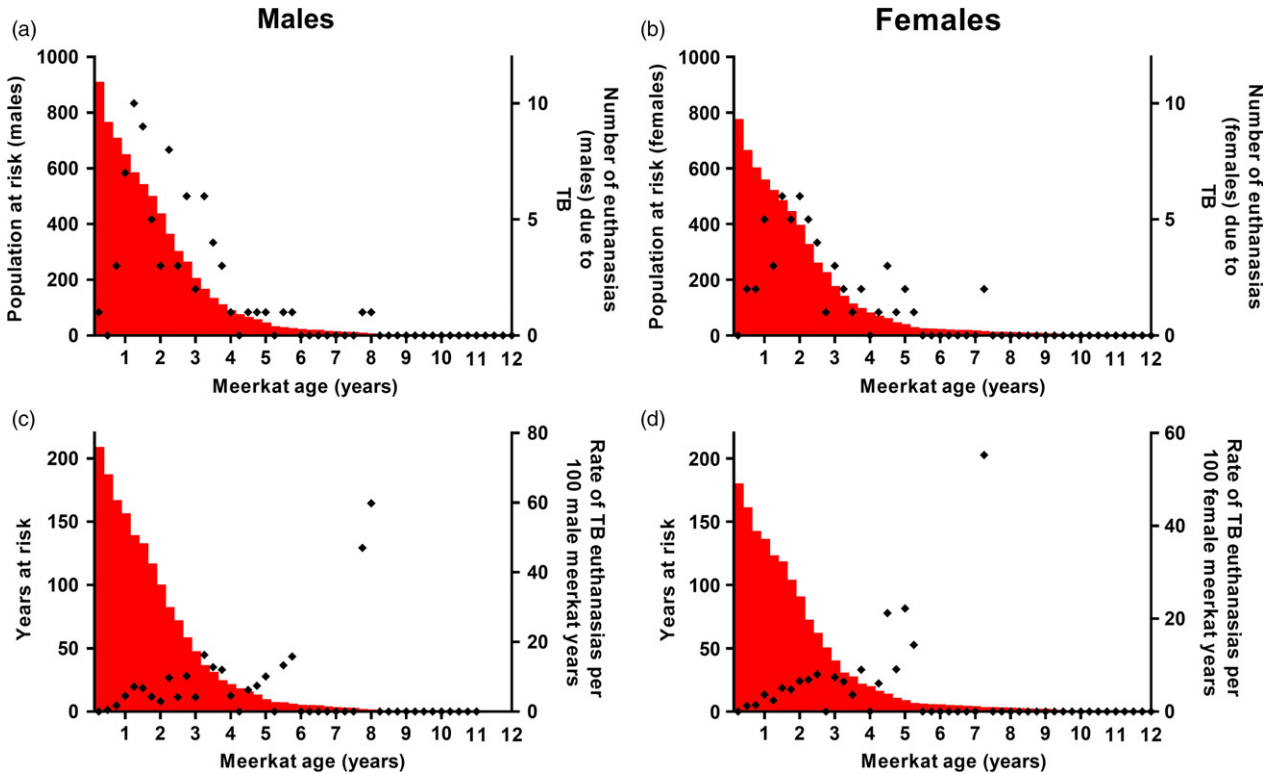 Males
Females
(a)
(b)
Population at risk (males)
1000
800
600
400
200
0
10
5
0
Number of euthanasias
(males) due to
TB
1 2 3 4 5 6 7 8 9 10 11 12
Meerkat age (years)
Population at risk (females)
1000
800
600
400
200
0
10
5
0
Number of euthanasias
(females) due to
TB
1 2 3 4 5 6 7 8 9 10 11 12
Meerkat age (years)
(c)
(d)
Years at risk
200
150
100
50
0
80
60
40
20
0
Rate of TB euthanasias per
100 male meerkat years
1 2 3 4 5 6 7 8 9 10 11 12
Meerkat age (years)
Years at risk
200
150
100
50
0
60
40
20
0
Rate of TB euthanasias per
100 female meerkat years
1 2 3 4 5 6 7 8 9 10 11 12
Meerkat age (years)